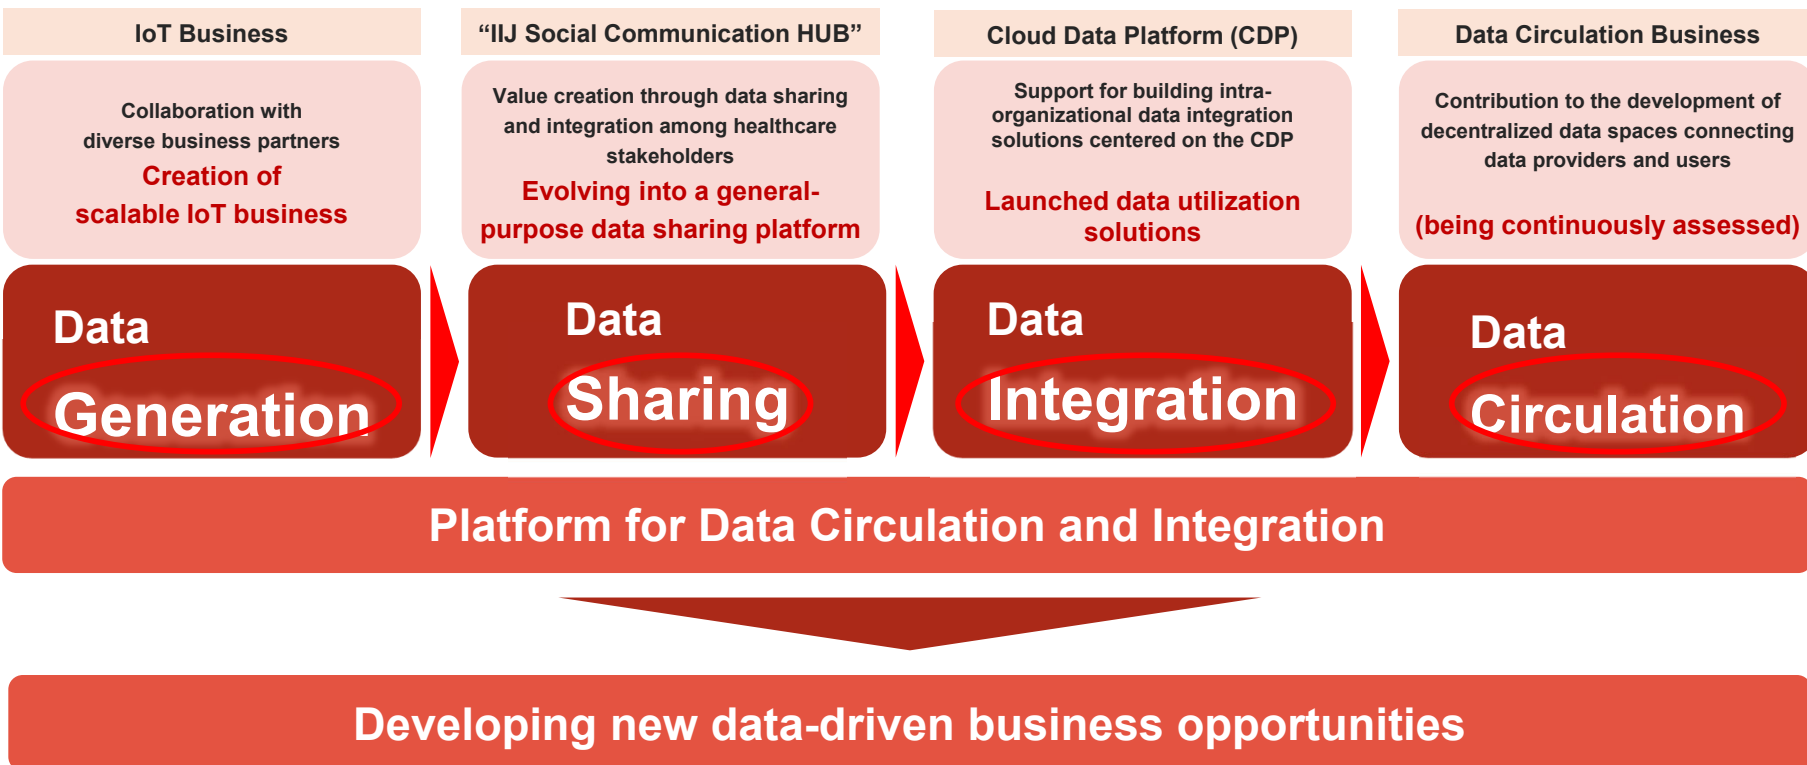 IoT Business
Collaboration with
diverse business partners
Creation of
scalable IoT business
Data
Generation
“IIJ Social Communication HUB”
Value creation through data sharing
and integration among healthcare
stakeholders
Evolving into a general-
purpose data sharing platform
Data
Sharing
Cloud Data Platform (CDP)
Support for building intra-
organizational data integration
solutions centered on the CDP
Launched data utilization
solutions
Data
Integration
Data Circulation Business
Contribution to the development of
decentralized data spaces connecting
data providers and users
(being continuously assessed)
Data
Circulation
Platform for Data Circulation and Integration
Developing new data-driven business opportunities